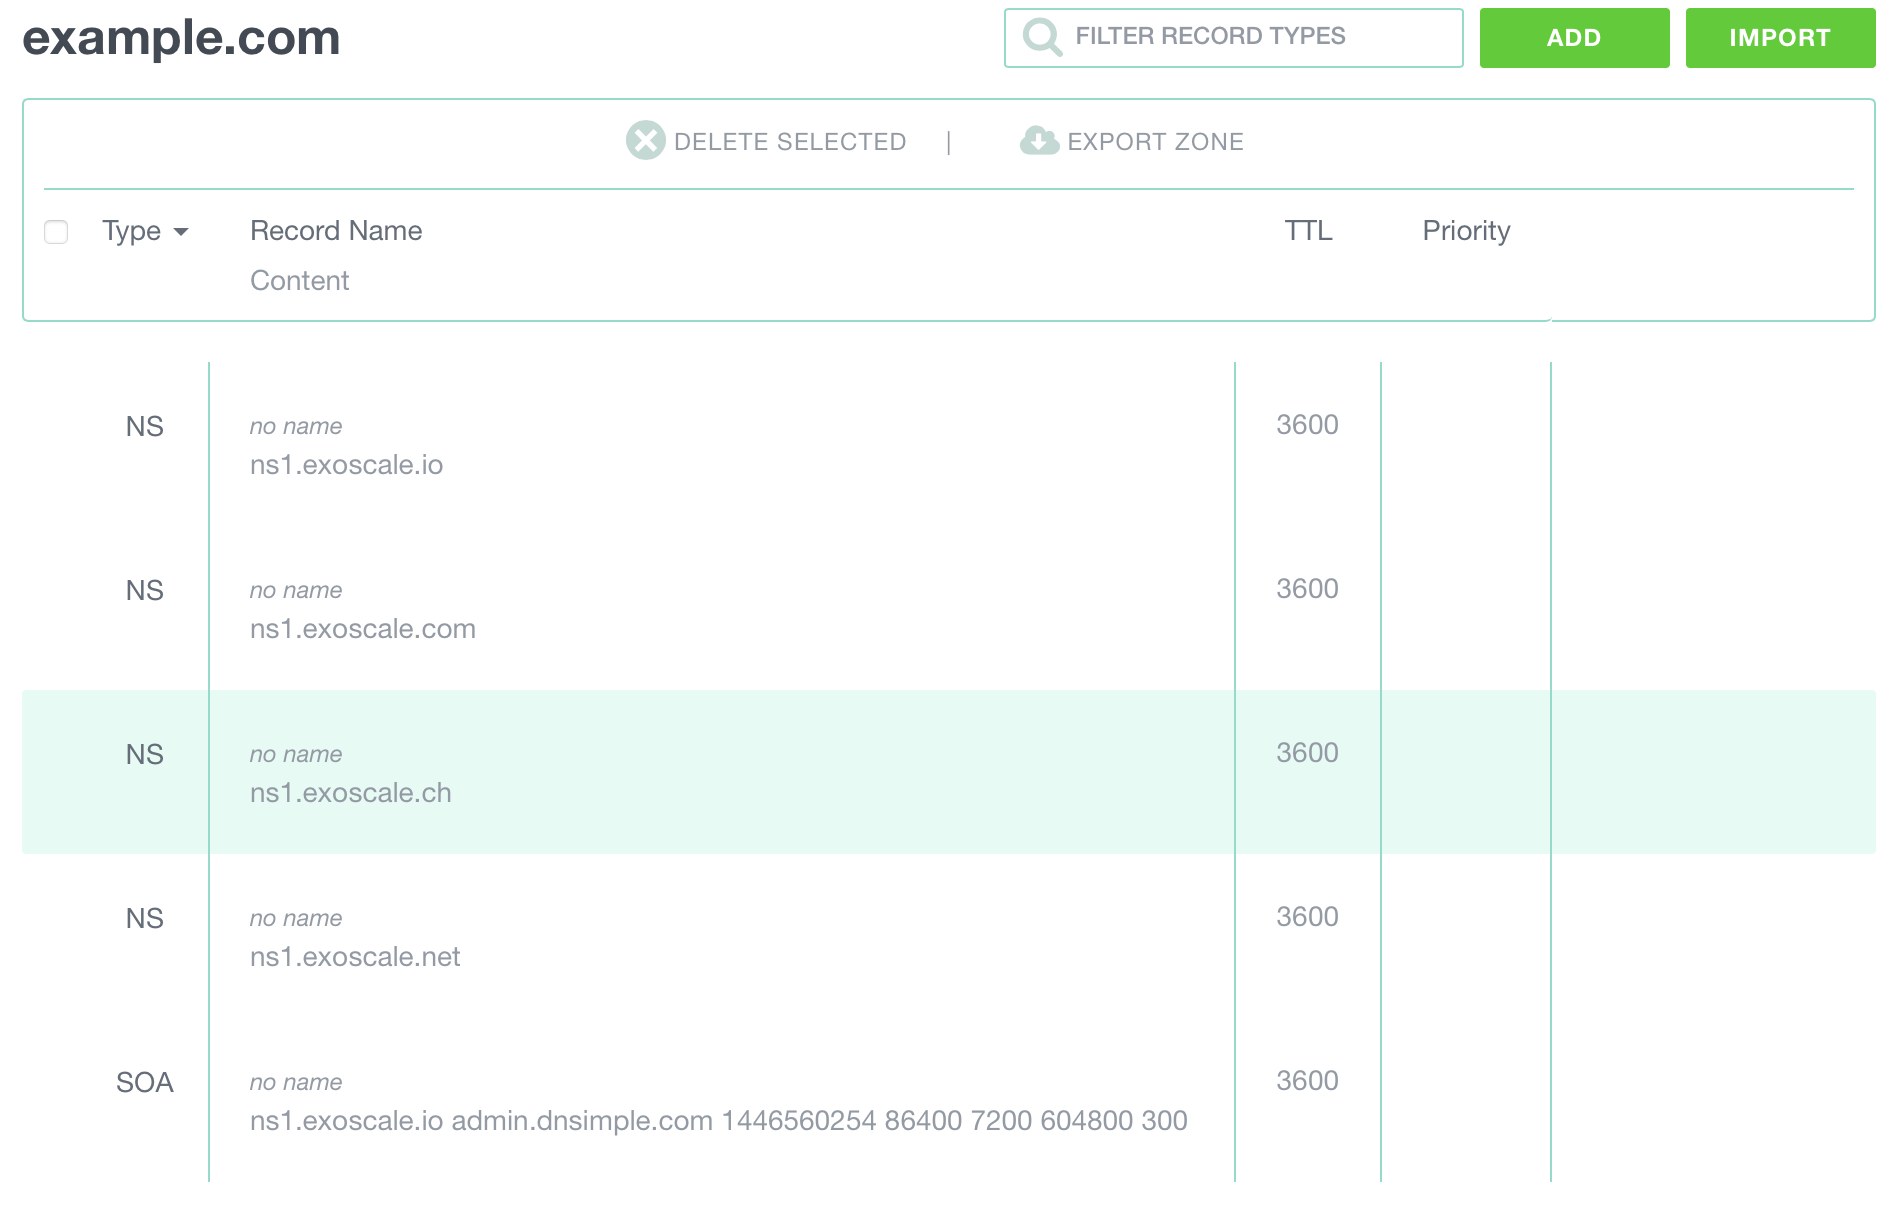 example.com
FILTER RECORD TYPES
ADD
IMPORT
DELETE SELECTED | EXPORT ZONE
Type Record Name TTL Priority
Content
NS no name 3600
ns1.exoscale.io
NS no name 3600
ns1.exoscale.com
NS no name 3600
ns1.exoscale.ch
NS no name 3600
ns1.exoscale.net
SOA no name 3600
ns1.exoscale.io admin.dnsimple.com 1446560254 86400 7200 604800 300